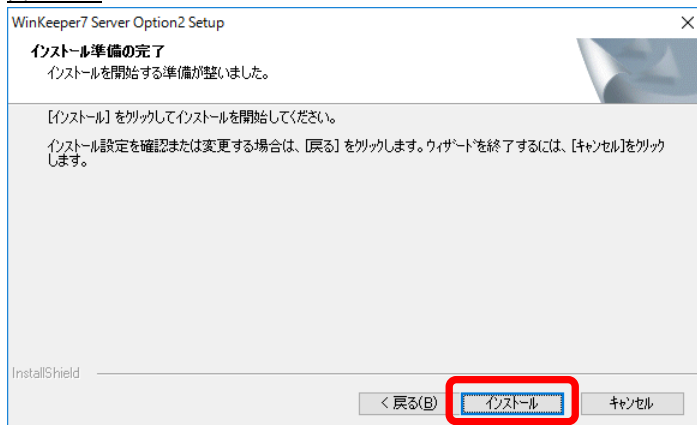 WinKeeper7 Server Option2 Setup
インストール準備の完了
インストールを開始する準備が整いました。
[インストール] をクリックしてインストールを開始してください。
インストール設定を確認または変更する場合は、[戻る] をクリックします。ウィザードを終了するには、[キャンセル]をクリック
します。
InstallShield
< 戻る(B) インストール キャンセル